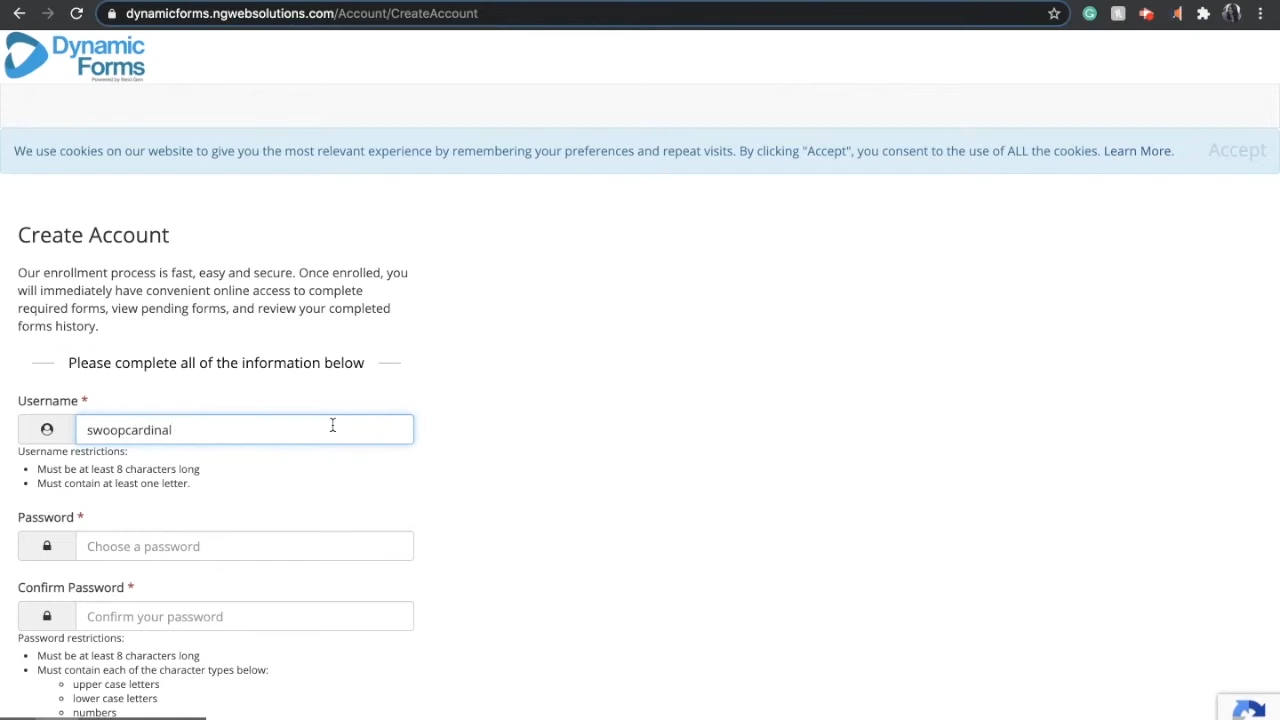 dynamicforms.ngwebsolutions.com/Account/CreateAccount
Dynamic
Forms
Powered by Next Gen
We use cookies on our website to give you the most relevant experience by remembering your preferences and repeat visits. By clicking "Accept", you consent to the use of ALL the cookies. Learn More.
Accept
Create Account
Our enrollment process is fast, easy and secure. Once enrolled, you
will immediately have convenient online access to complete
required forms, view pending forms, and review your completed
forms history.
Please complete all of the information below
Username *
swoopcardinal
Username restrictions:
Must be at least 8 characters long
Must contain at least one letter.
Password *
Choose a password
Confirm Password *
Confirm your password
Password restrictions:
Must be at least 8 characters long
Must contain each of the character types below:
upper case letters
lower case letters
numbers